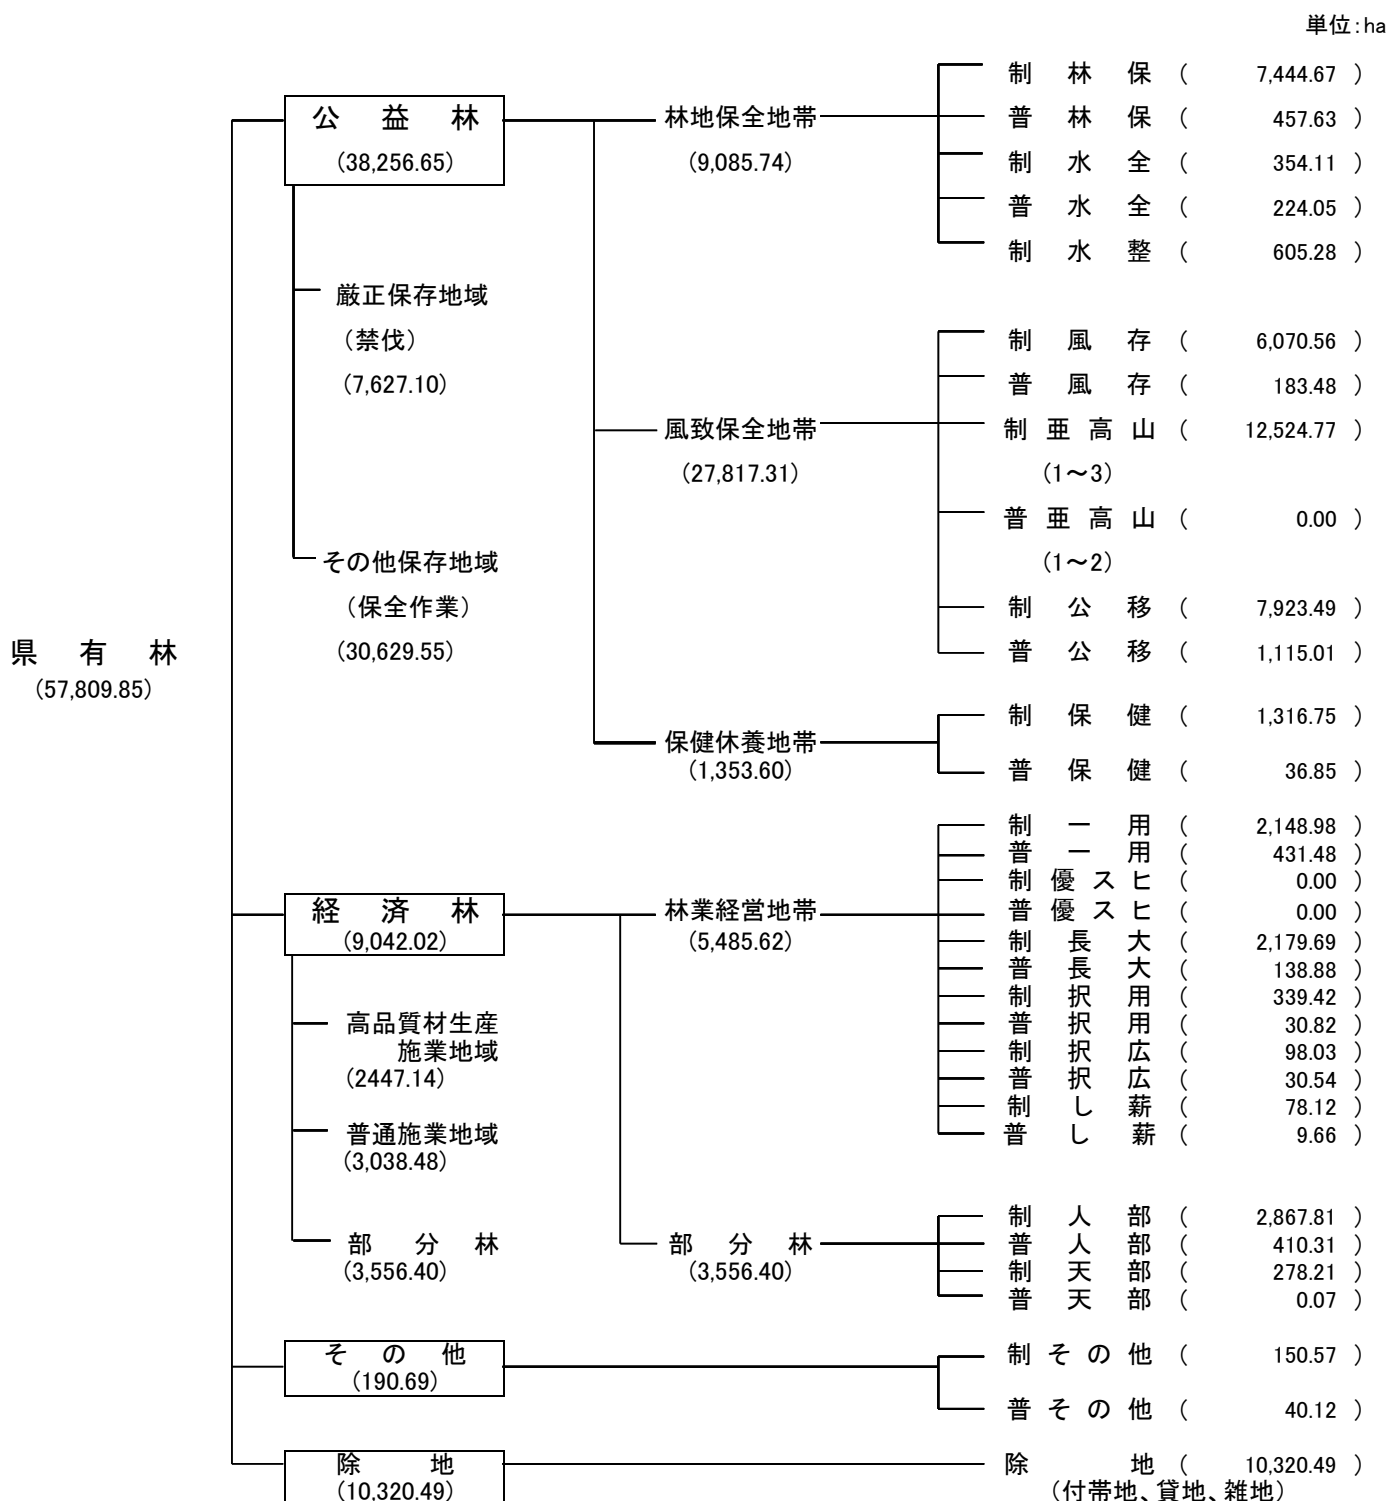 単位:ha
県有林
(57,809.85)
公益林
(38,256.65)
厳正保存地域
(禁伐)
(7,627.10)
その他保存地域
(保全作業)
(30,629.55)
林地保全地帯
(9,085.74)
制林保 ( 7,444.67 )
普林保 ( 457.63 )
制水全 ( 354.11 )
普水全 ( 224.05 )
制水整 ( 605.28 )
風致保全地帯
(27,817.31)
制風存 ( 6,070.56 )
普風存 ( 183.48 )
制亜高山 ( 12,524.77 )
(1～3)
普亜高山 ( 0.00 )
(1～2)
制公移 ( 7,923.49 )
普公移 ( 1,115.01 )
保健休養地帯
(1,353.60)
制保健 ( 1,316.75 )
普保健 ( 36.85 )
経済林
(9,042.02)
高品質材生産
施業地域
(2447.14)
普通施業地域
(3,038.48)
部分林
(3,556.40)
林業経営地帯
(5,485.62)
制一用 ( 2,148.98 )
普一用 ( 431.48 )
制優スヒ ( 0.00 )
普優スヒ ( 0.00 )
制長大 ( 2,179.69 )
普長大 ( 138.88 )
制択用 ( 339.42 )
普択用 ( 30.82 )
制択広 ( 98.03 )
普択広 ( 30.54 )
制し薪 ( 78.12 )
普し薪 ( 9.66 )
部分林
(3,556.40)
制人部 ( 2,867.81 )
普人部 ( 410.31 )
制天部 ( 278.21 )
普天部 ( 0.07 )
その他
(190.69)
制その他 ( 150.57 )
普その他 ( 40.12 )
除地
(10,320.49)
除地 ( 10,320.49 )
(付帯地、貸地、雑地)